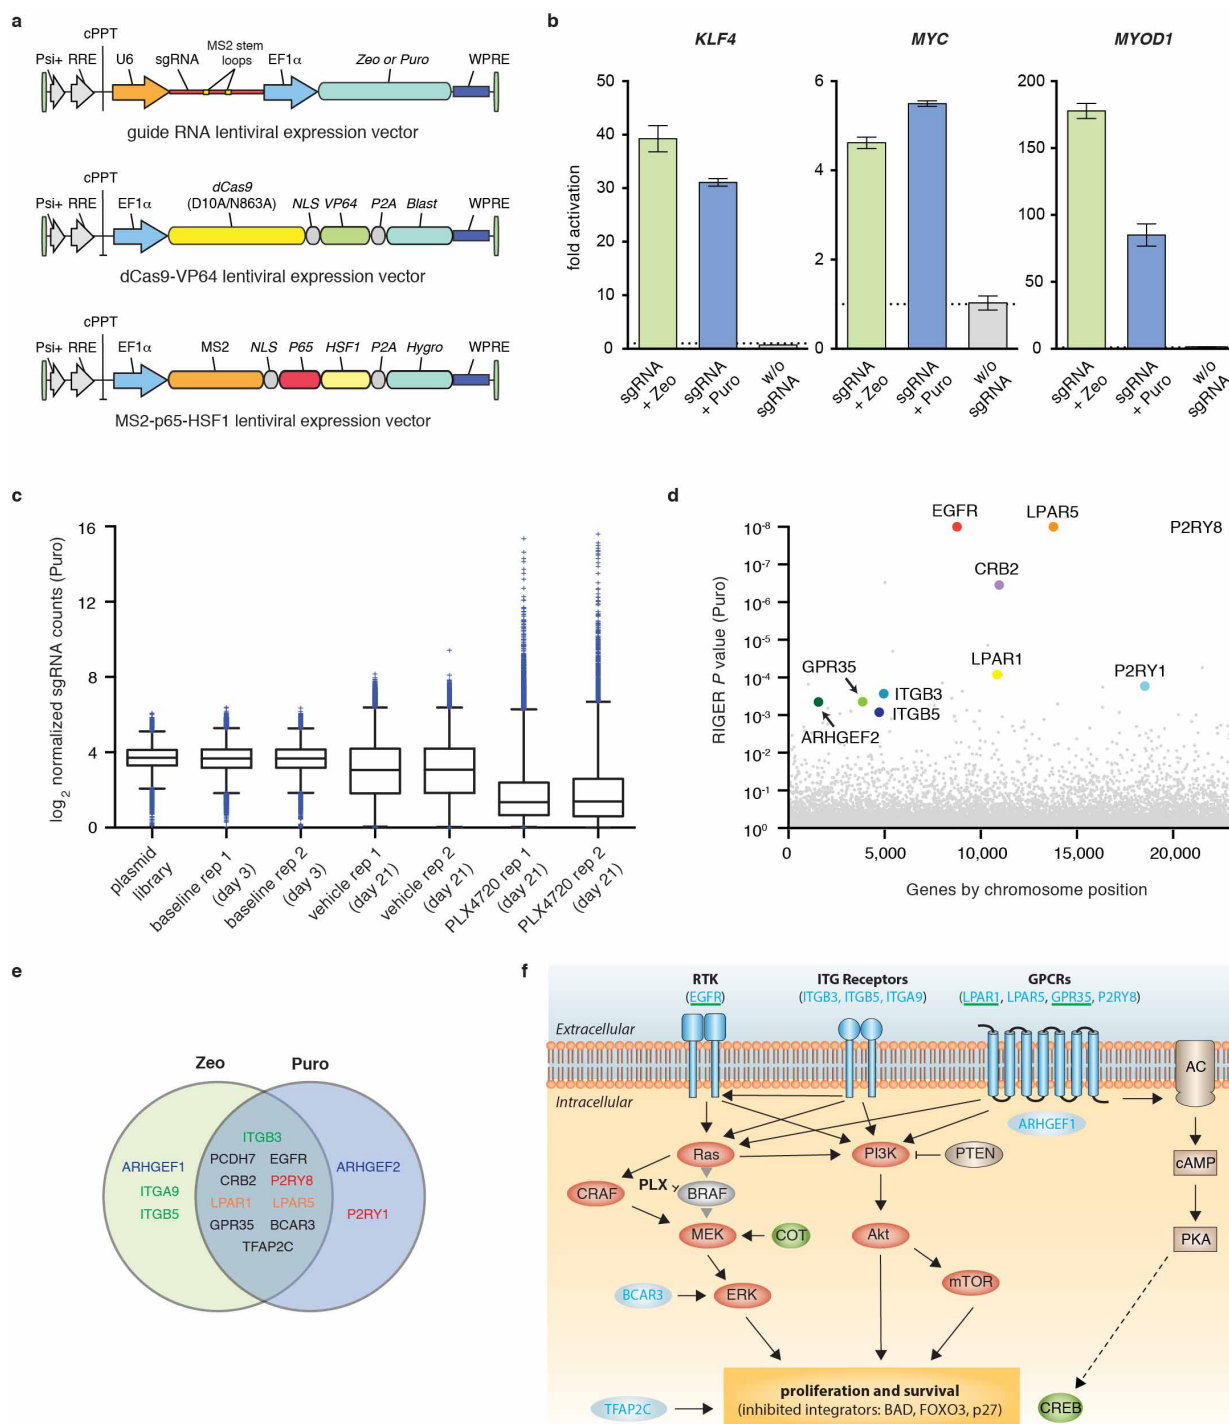 a
cPPT
Psi+ RRE U6 sgRNA MS2 stem loops EF1α Zeo or Puro WPRE
guide RNA lentiviral expression vector
cPPT
Psi+ RRE EF1α dCas9 (D10A/N863A) NLS VP64 P2A Blast WPRE
dCas9-VP64 lentiviral expression vector
cPPT
Psi+ RRE EF1α MS2 NLS P65 HSF1 P2A Hygro WPRE
MS2-p65-HSF1 lentiviral expression vector
b
KLF4 MYC MYOD1
fold activation
50
40
30
20
10
0
6
4
2
0
200
150
100
50
0
sgRNA + Zeo
sgRNA + Puro
w/o sgRNA
sgRNA + Zeo
sgRNA + Puro
w/o sgRNA
sgRNA + Zeo
sgRNA + Puro
w/o sgRNA
c
log2 normalized sgRNA counts (Puro)
16
12
8
4
0
plasmid library
baseline rep 1 (day 3)
baseline rep 2 (day 3)
vehicle rep 1 (day 21)
vehicle rep 2 (day 21)
PLX4720 rep 1 (day 21)
PLX4720 rep 2 (day 21)
d
RIGER P value (Puro)
10-8
10-7
10-6
10-5
10-4
10-3
10-2
10-1
100
EGFR LPAR5 P2RY8
CRB2
LPAR1
GPR35
P2RY1
ITGB3
ITGB5
ARHGEF2
0 5,000 10,000 15,000 20,000
Genes by chromosome position
e
Zeo Puro
ITGB3
ARHGEF1 PCDH7 EGFR ARHGEF2
ITGA9 CRB2 P2RY8
ITGB5 LPAR1 LPAR5 P2RY1
GPR35 BCAR3
TFAP2C
f
RTK ITG Receptors GPCRs
(EGFR) (ITGB3, ITGB5, ITGA9) (LPAR1, LPAR5, GPR35, P2RY8)
Extracellular
AC
Intracellular
ARHGEF1
Ras PI3K PTEN
cAMP
CRAF PLX BRAF
MEK COT Akt PKA
mTOR
BCAR3 ERK
proliferation and survival
TFAP2C (inhibited integrators: BAD, FOXO3, p27) CREB